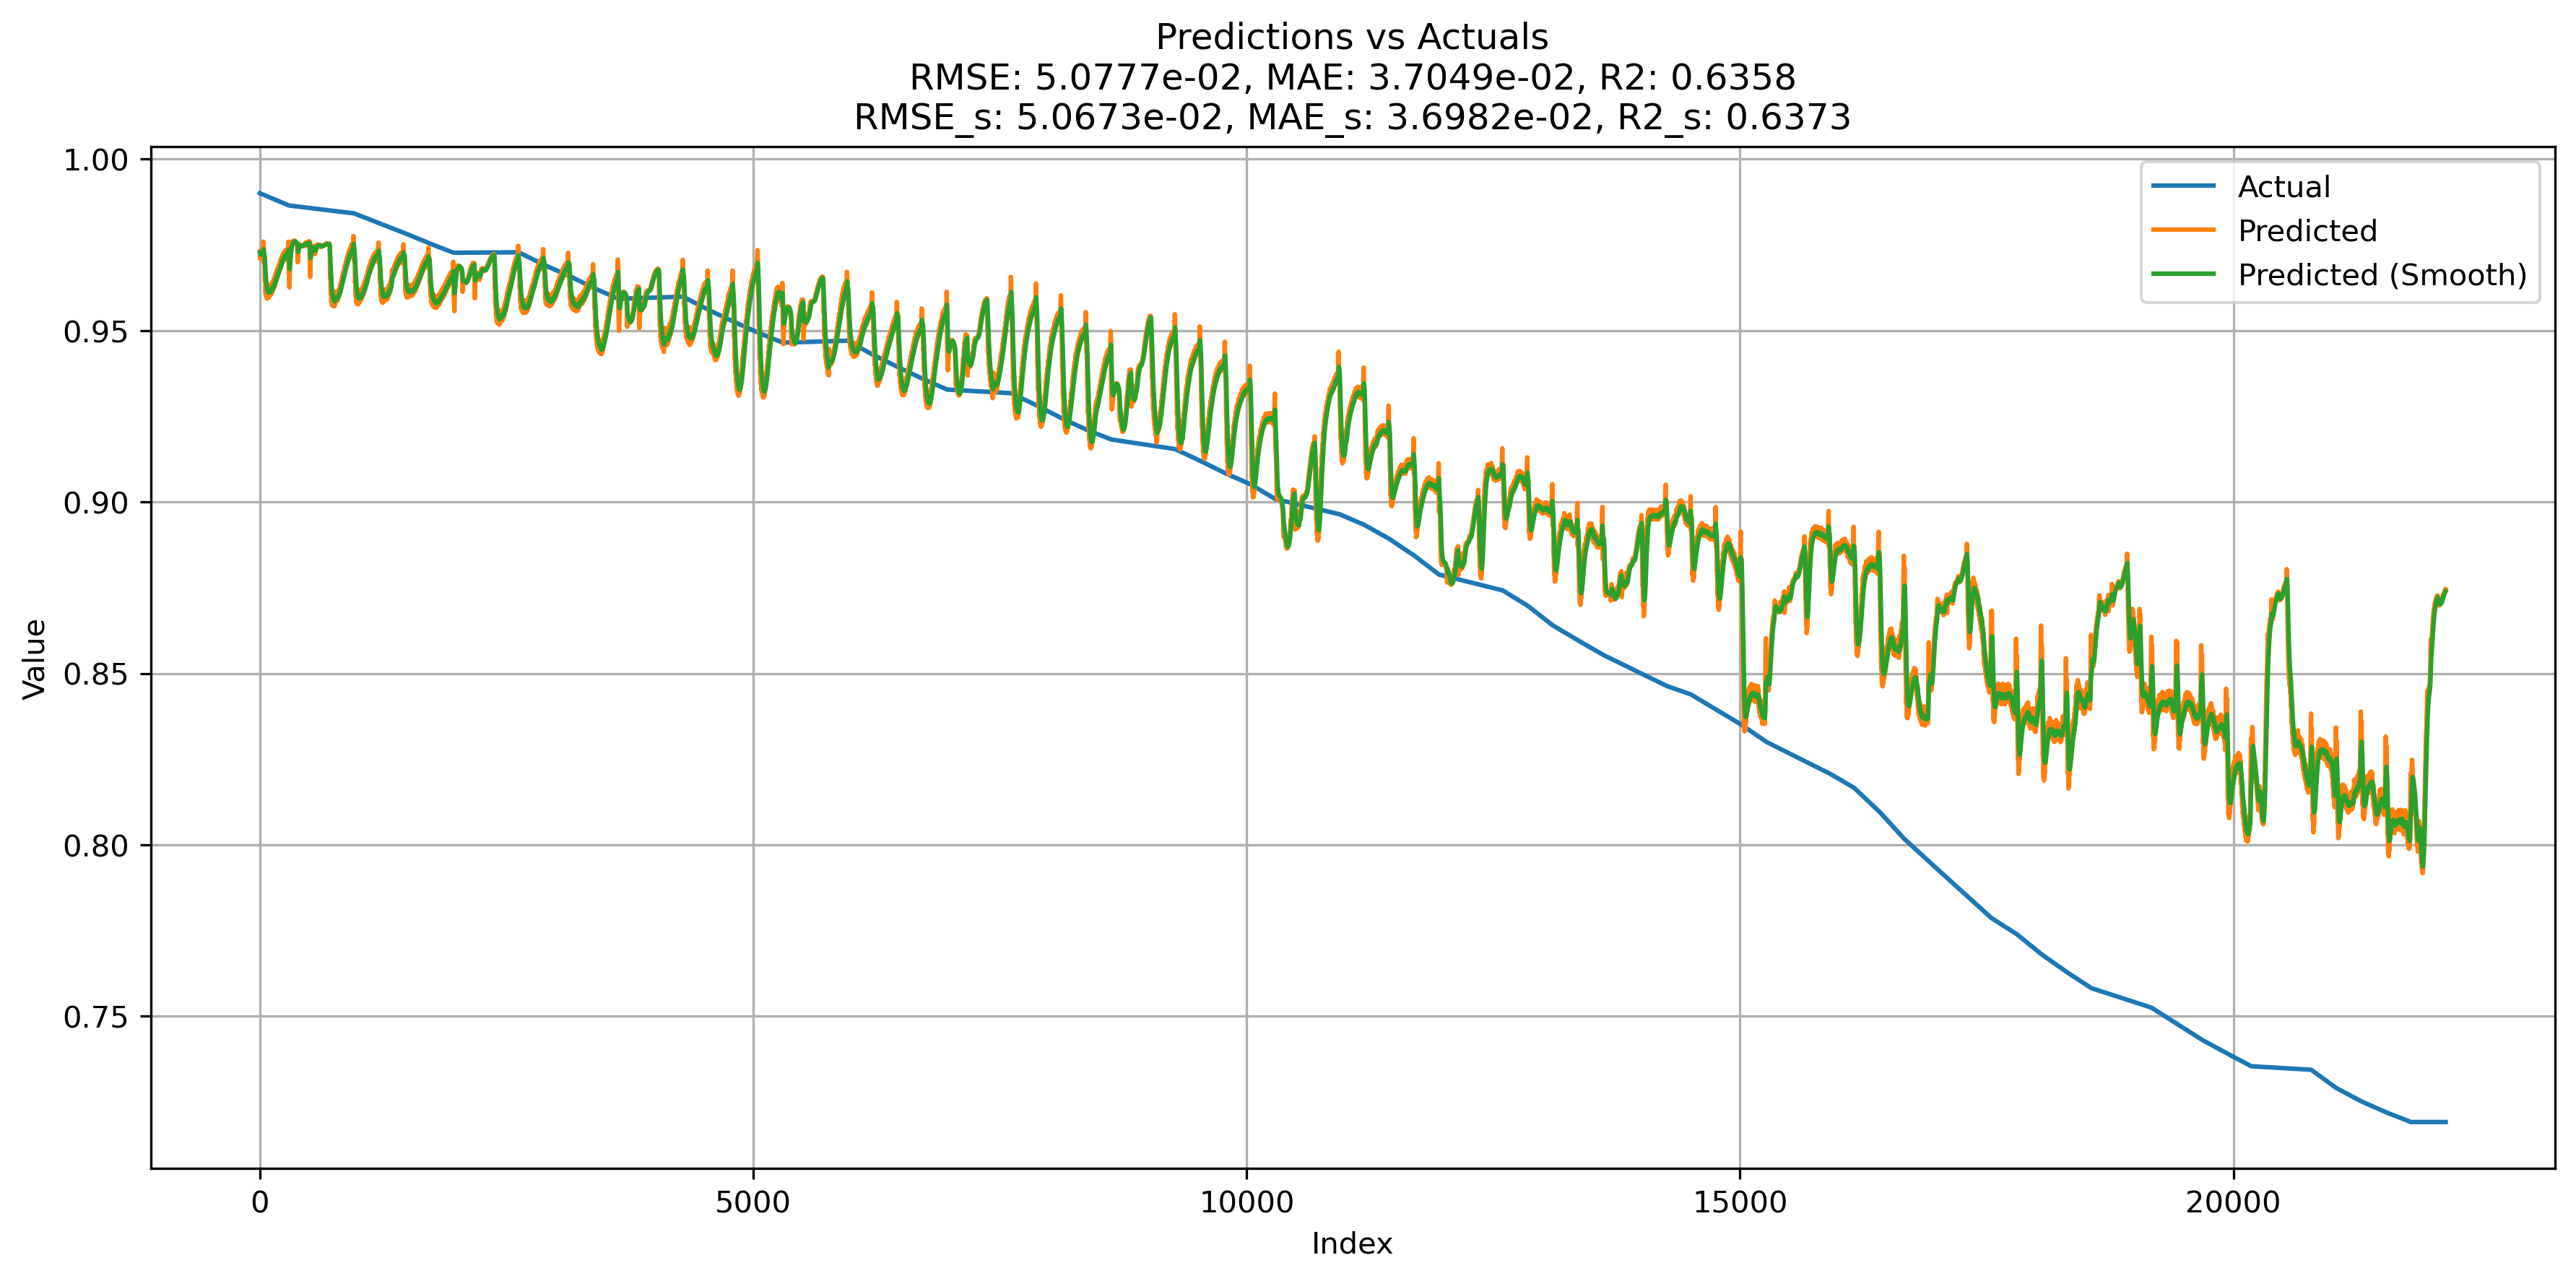 Predictions vs Actuals
RMSE: 5.0777e-02, MAE: 3.7049e-02, R2: 0.6358
RMSE_s: 5.0673e-02, MAE_s: 3.6982e-02, R2_s: 0.6373
Actual
Predicted
Predicted (Smooth)
Value
1.00
0.95
0.90
0.85
0.80
0.75
0 5000 10000 15000 20000
Index